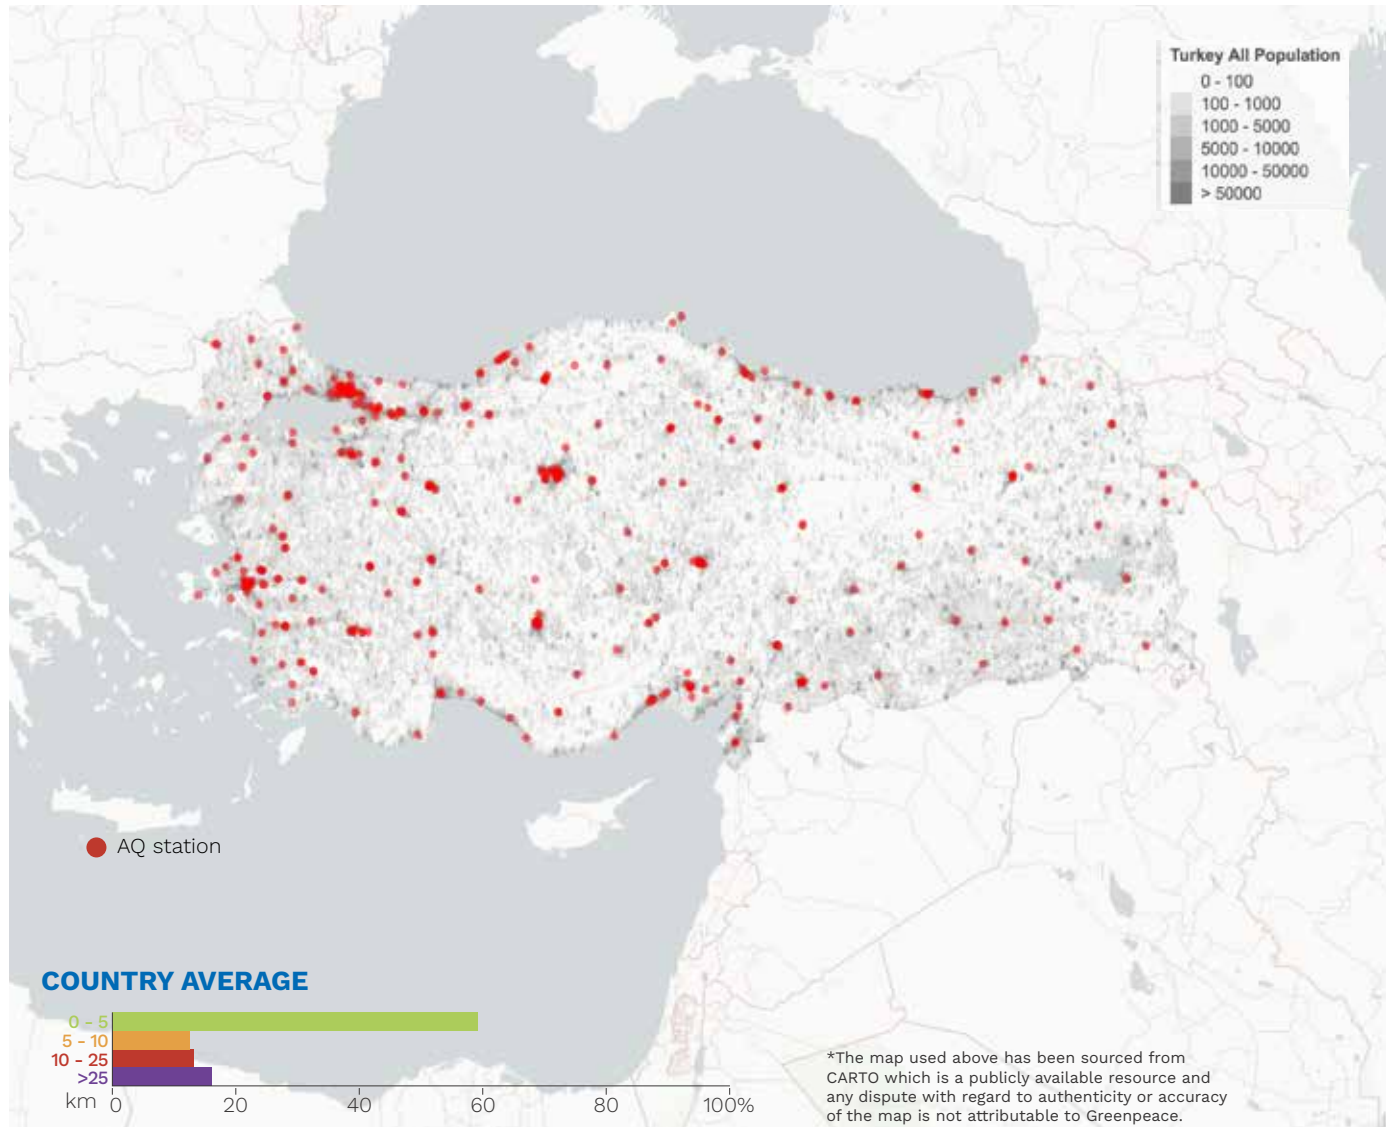 Turkey All Population
0 - 100
100 - 1000
1000 - 5000
5000 - 10000
10000 - 50000
> 50000
AQ station
COUNTRY AVERAGE
0 - 5
5 - 10
10 - 25
>25
km 0 20 40 60 80 100%
*The map used above has been sourced from
CARTO which is a publicly available resource and
any dispute with regard to authenticity or accuracy
of the map is not attributable to Greenpeace.